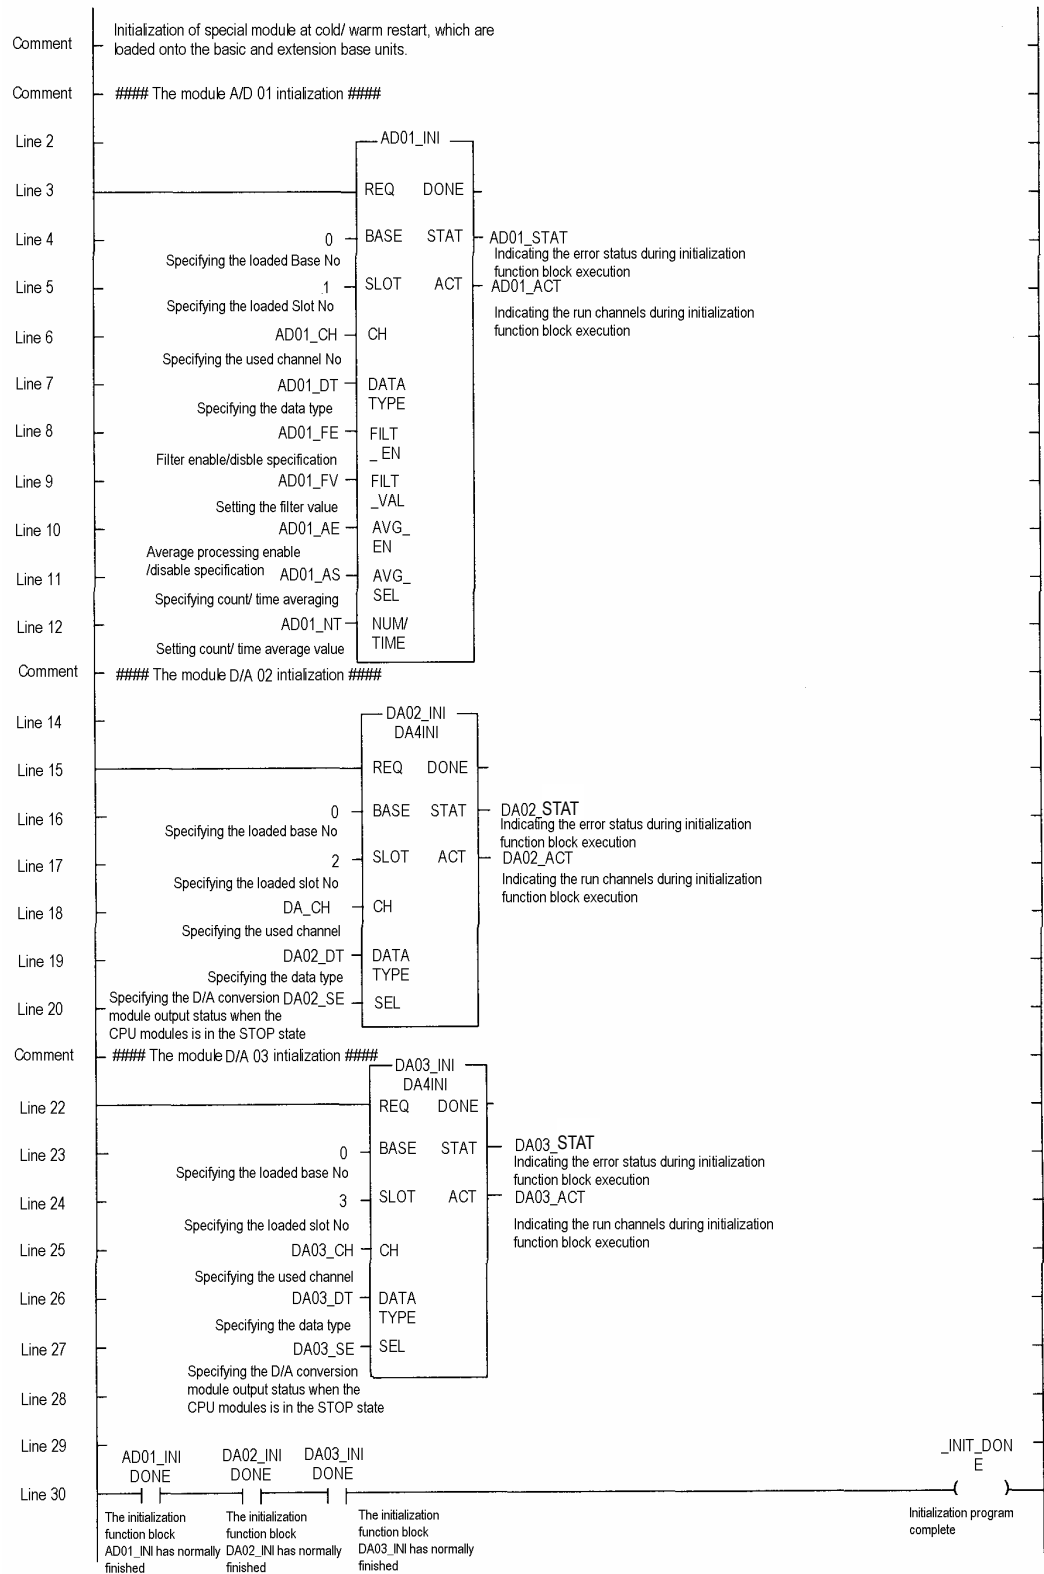 Initialization of special module at cold/ warm restart, which are
Comment
loaded onto the basic and extension base units.
Comment #### The module A/D 01 intialization ####
Line 2 AD01_INI
Line 3 REQ DONE
Line 4 0 BASE STAT AD01_STAT
Specifying the loaded Base No
Indicating the error status during initialization
function block execution
Line 5 1 SLOT ACT AD01_ACT
Specifying the loaded Slot No
Indicating the run channels during initialization
function block execution
Line 6 AD01_CH CH
Specifying the used channel No
Line 7 AD01_DT DATA
TYPE
Specifying the data type
Line 8 AD01_FE FILT
_ EN
Filter enable/disble specification
Line 9 AD01_FV FILT
_VAL
Setting the filter value
Line 10 AD01_AE AVG_
EN
Average processing enable
/disable specification
Line 11 AD01_AS AVG_
SEL
Specifying count/ time averaging
Line 12 AD01_NT NUM/
TIME
Setting count/ time average value
Comment #### The module D/A 02 intialization ####
Line 14 DA02_INI
DA4INI
Line 15 REQ DONE
Line 16 0 BASE STAT DA02_STAT
Specifying the loaded base No
Indicating the error status during initialization
function block execution
Line 17 2 SLOT ACT DA02_ACT
Specifying the loaded slot No
Indicating the run channels during initialization
function block execution
Line 18 DA_CH CH
Specifying the used channel
Line 19 DA02_DT DATA
TYPE
Specifying the data type
Line 20 DA02_SE SEL
Specifying the D/A conversion
module output status when the
CPU modules is in the STOP state
Comment #### The module D/A 03 intialization ####
DA03_INI
DA4INI
Line 22 REQ DONE
Line 23 0 BASE STAT DA03_STAT
Specifying the loaded base No
Indicating the error status during initialization
function block execution
Line 24 3 SLOT ACT DA03_ACT
Specifying the loaded slot No
Indicating the run channels during initialization
function block execution
Line 25 DA03_CH CH
Specifying the used channel
Line 26 DA03_DT DATA
TYPE
Specifying the data type
Line 27 DA03_SE SEL
Specifying the D/A conversion
module output status when the
CPU modules is in the STOP state
Line 28
Line 29
AD01_INI DA02_INI DA03_INI _INIT_DON
DONE DONE DONE E
Line 30
The initialization
function block
AD01_INI has normally
finished
The initialization
function block
DA02_INI has normally
finished
The initialization
function block
DA03_INI has normally
finished
Initialization program
complete